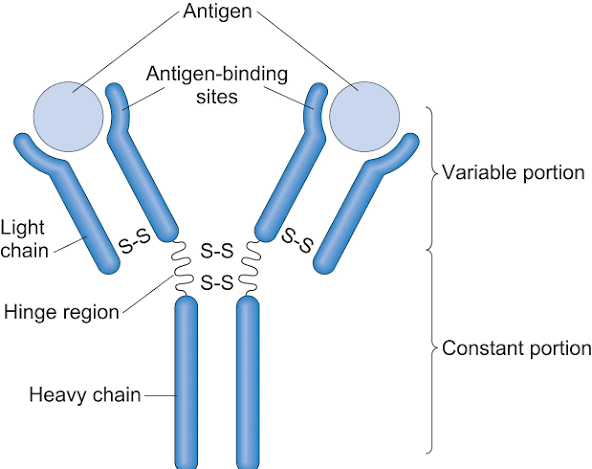 Antigen
Antigen-binding
sites
Variable portion
Light
chain
S-S
S-S
S-S
S-S
Hinge region
Constant portion
Heavy chain